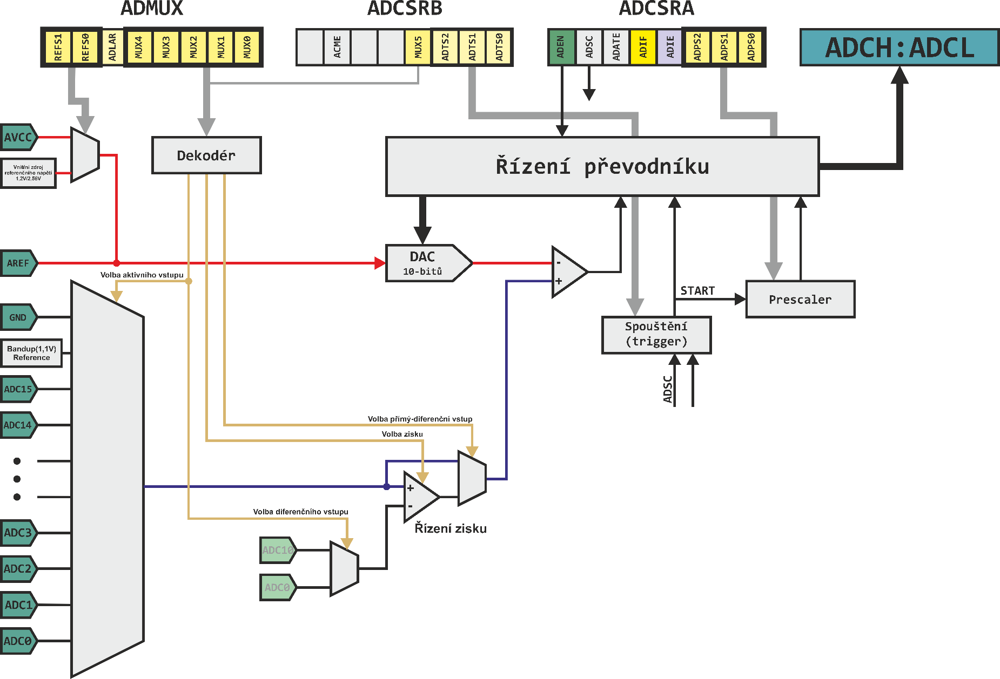 ADMUX
ADCSRB
ADCSRA
REFS1
REFS0
ADLAR
MUX4
MUX3
MUX2
MUX1
MUX0
ACME
MUX5
ADTS2
ADTS1
ADTS0
ADEN
ADSC
ADATE
ADIF
ADIE
ADPS2
ADPS1
ADPS0
ADCH:ADCL
AVCC
Vnitřní zdroj
referenčního napětí
1,2V/2,56V
Dekodér
Řízení převodníku
AREF
DAC
10-bitů
-
+
Volba aktivního vstupu
START
Prescaler
GND
Spouštění
(trigger)
Bandup(1,1V)
Reference
ADSC
ADC15
ADC14
Volba přímý-diferenční vstup
Volba zisku
+
-
Volba diferenčního vstupu
Řízení zisku
ADC3
ADC10
ADC2
ADC0
ADC1
ADC0